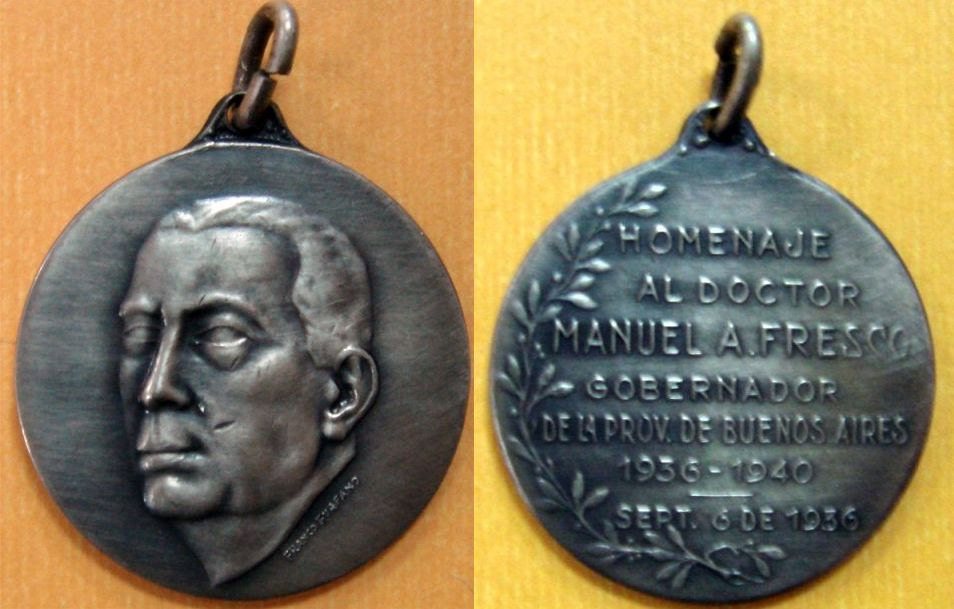 HOMENAJE
AL DOCTOR
MANUEL A. FRESCO
GOBERNADOR
DE LA PROV. DE BUENOS AIRES
1936-1940
SEPT. 6 DE 1936